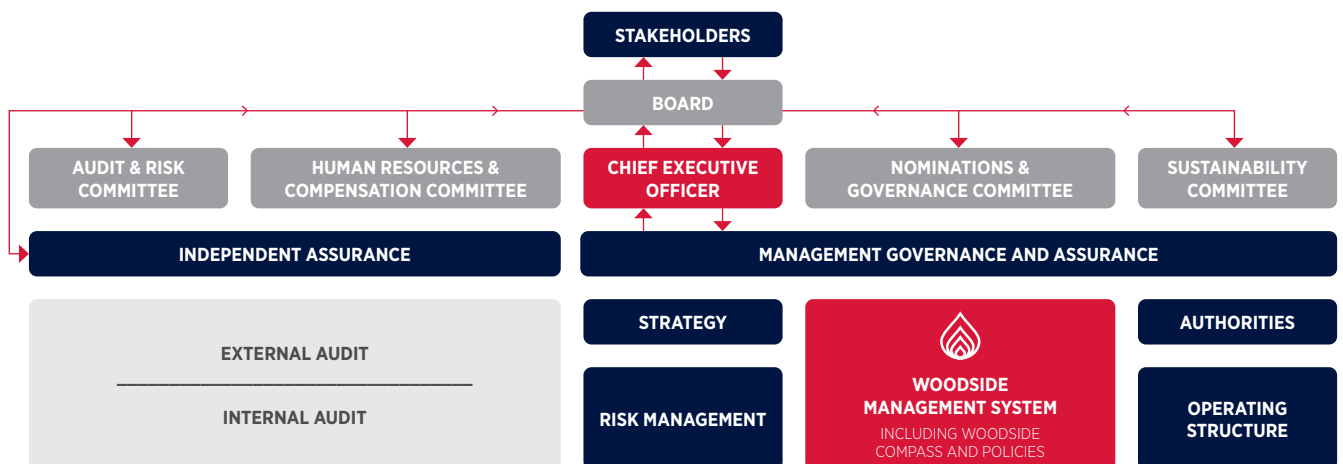 STAKEHOLDERS
BOARD
AUDIT & RISK
COMMITTEE
HUMAN RESOURCES &
COMPENSATION COMMITTEE
CHIEF EXECUTIVE
OFFICER
NOMINATIONS &
GOVERNANCE COMMITTEE
SUSTAINABILITY
COMMITTEE
INDEPENDENT ASSURANCE
MANAGEMENT GOVERNANCE AND ASSURANCE
EXTERNAL AUDIT
INTERNAL AUDIT
STRATEGY
RISK MANAGEMENT
WOODSIDE
MANAGEMENT SYSTEM
INCLUDING WOODSIDE
COMPASS AND POLICIES
AUTHORITIES
OPERATING
STRUCTURE